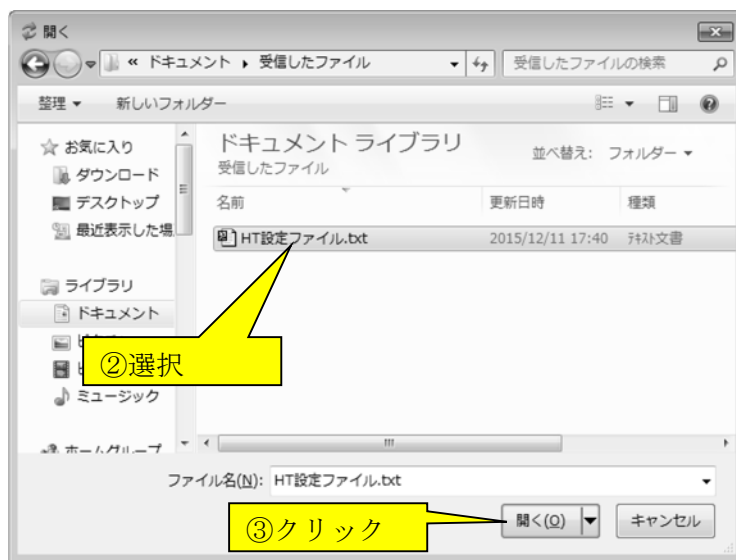 開く
« ドキュメント ▸ 受信したファイル
受信したファイルの検索
整理 ▼ 新しいフォルダー
お気に入り
ダウンロード
デスクトップ
最近表示した場
ライブラリ
ドキュメント
ミュージック
ドキュメント ライブラリ
受信したファイル
並べ替え: フォルダー ▼
名前 更新日時 種類
HT設定ファイル.txt 2015/12/11 17:40 ﾃｷｽﾄ文書
②選択
ファイル名(N): HT設定ファイル.txt
③クリック
開く(O) ▼
キャンセル